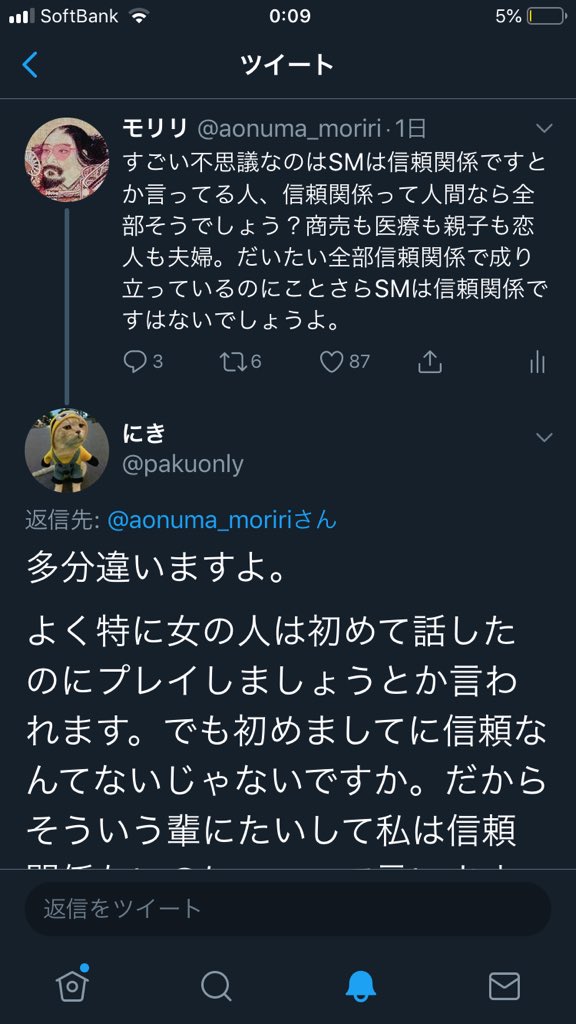 SoftBank 0:09 5%
ツイート
モリリ @aonuma_moriri・1日
すごい不思議なのはSMは信頼関係ですと
か言ってる人、信頼関係って人間なら全
部そうでしょう？商売も医療も親子も恋
人も夫婦。だいたい全部信頼関係で成り
立っているのにことさらSMは信頼関係で
すはないでしょうよ。
3 6 87
にき
@pakuonly
返信先: @aonuma_moririさん
多分違いますよ。
よく特に女の人は初めて話した
のにプレイしましょうとか言わ
れます。でも初めましてに信頼な
んてないじゃないですか。だから
そういう輩にたいして私は信頼
返信をツイート